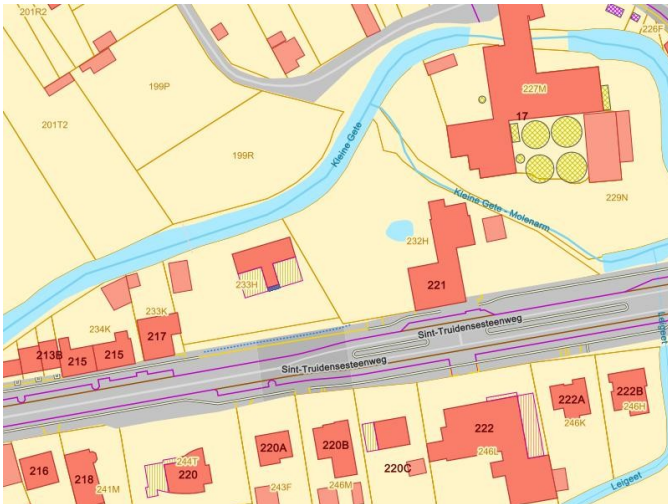 201R2
226F
199P
227M
17
201T2
Kleine Gete
199R
Kleine Gete - Molenarm
229N
232H
233H
221
233K
234K
217
213B
215
215
Sint-Truidensesteenweg
Sint-Truidensesteenweg
Leigeet
222A
222B
246K
246H
222
246L
220A
220B
220C
244T
220
216
218
241M
243F
246M
Leigeet